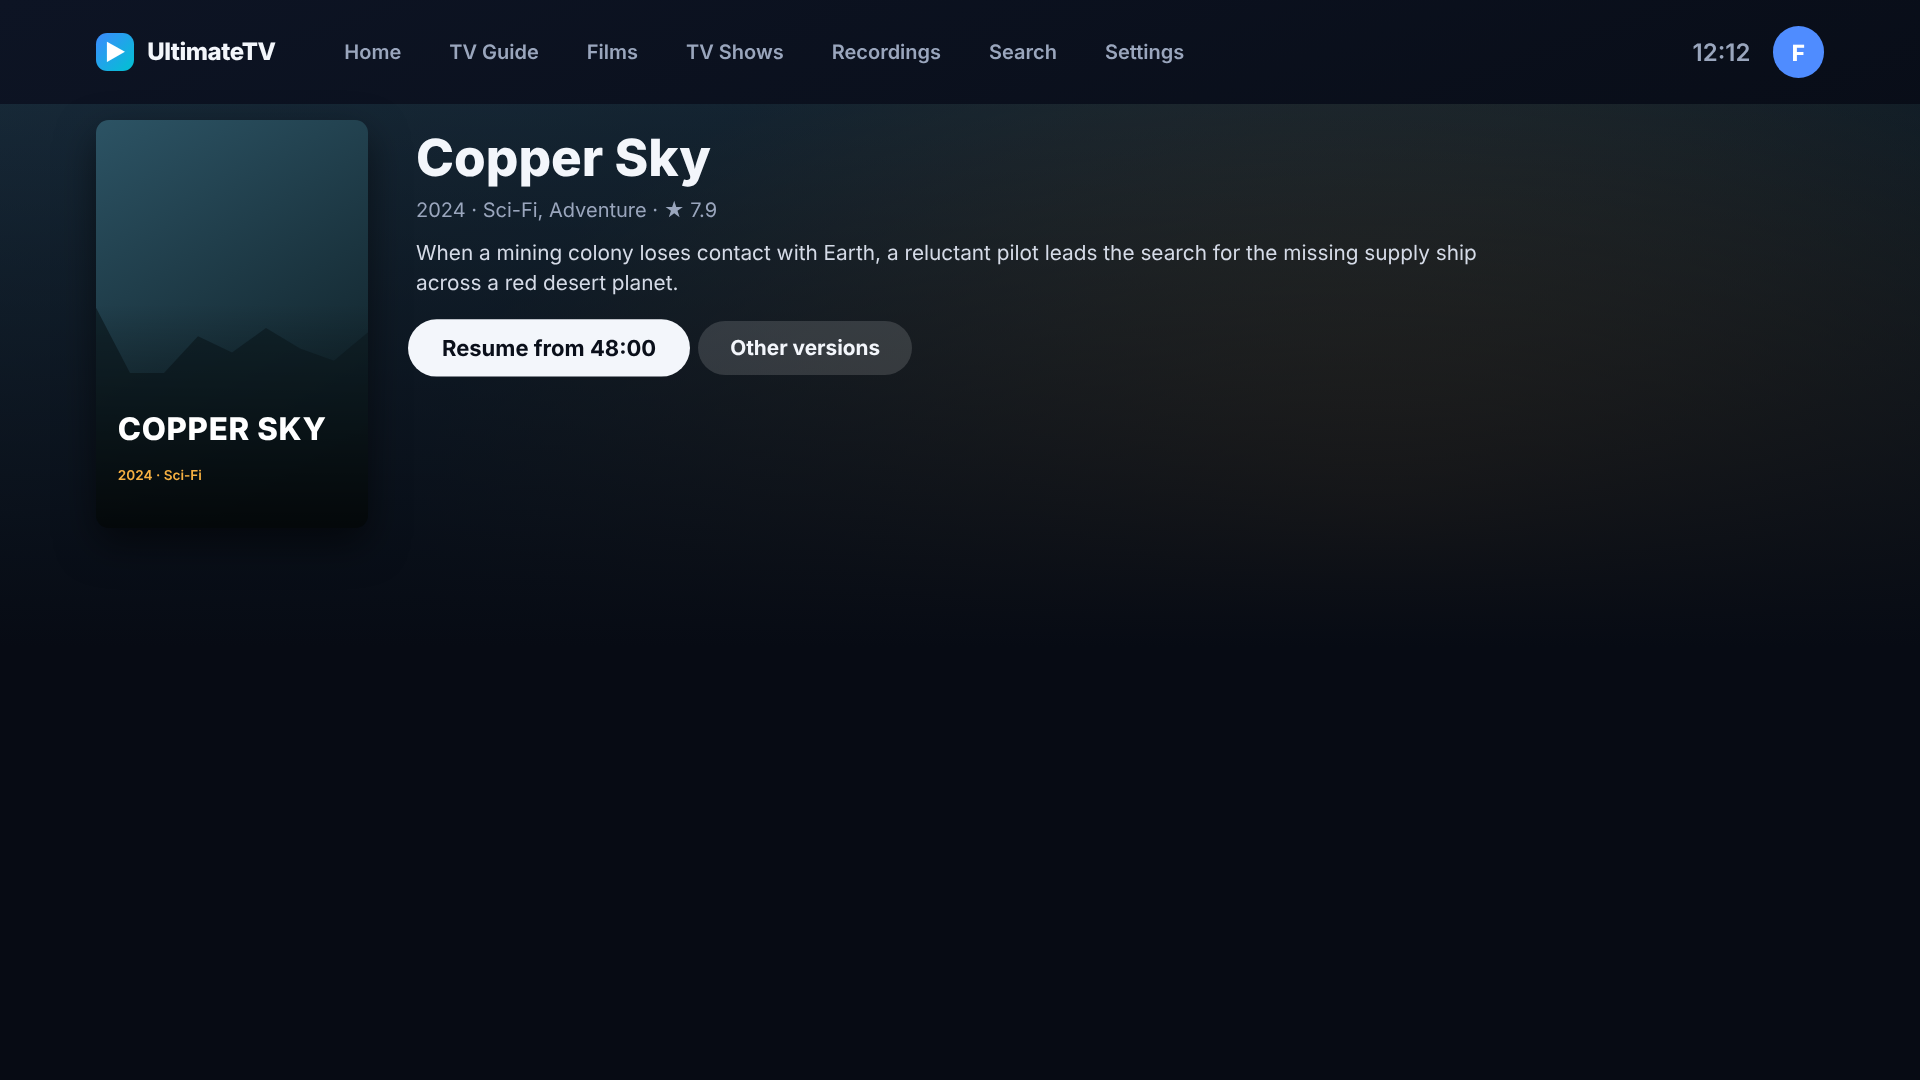 UltimateTV
Home
TV Guide
Films
TV Shows
Recordings
Search
Settings
12:12
F
COPPER SKY
2024 · Sci-Fi
Copper Sky
2024 · Sci-Fi, Adventure · ★ 7.9
When a mining colony loses contact with Earth, a reluctant pilot leads the search for the missing supply ship
across a red desert planet.
Resume from 48:00
Other versions